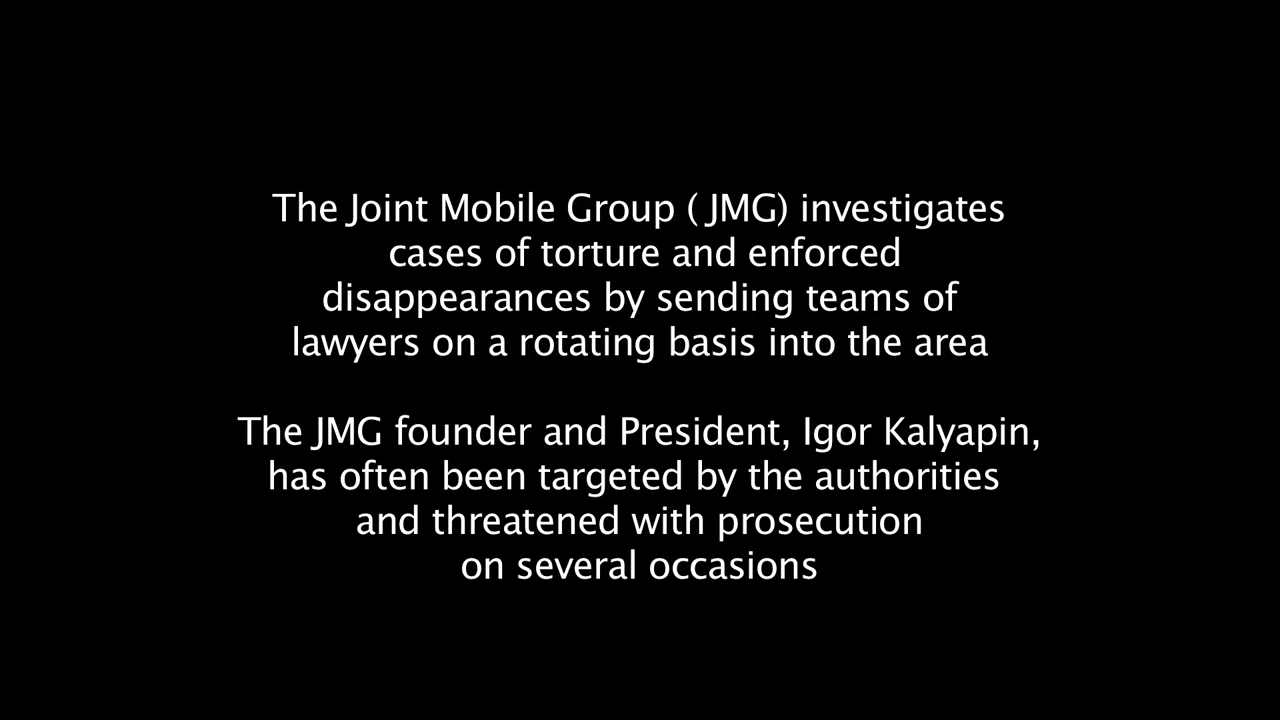 The Joint Mobile Group ( JMG) investigates
cases of torture and enforced
disappearances by sending teams of
lawyers on a rotating basis into the area
The JMG founder and President, Igor Kalyapin,
has often been targeted by the authorities
and threatened with prosecution
on several occasions